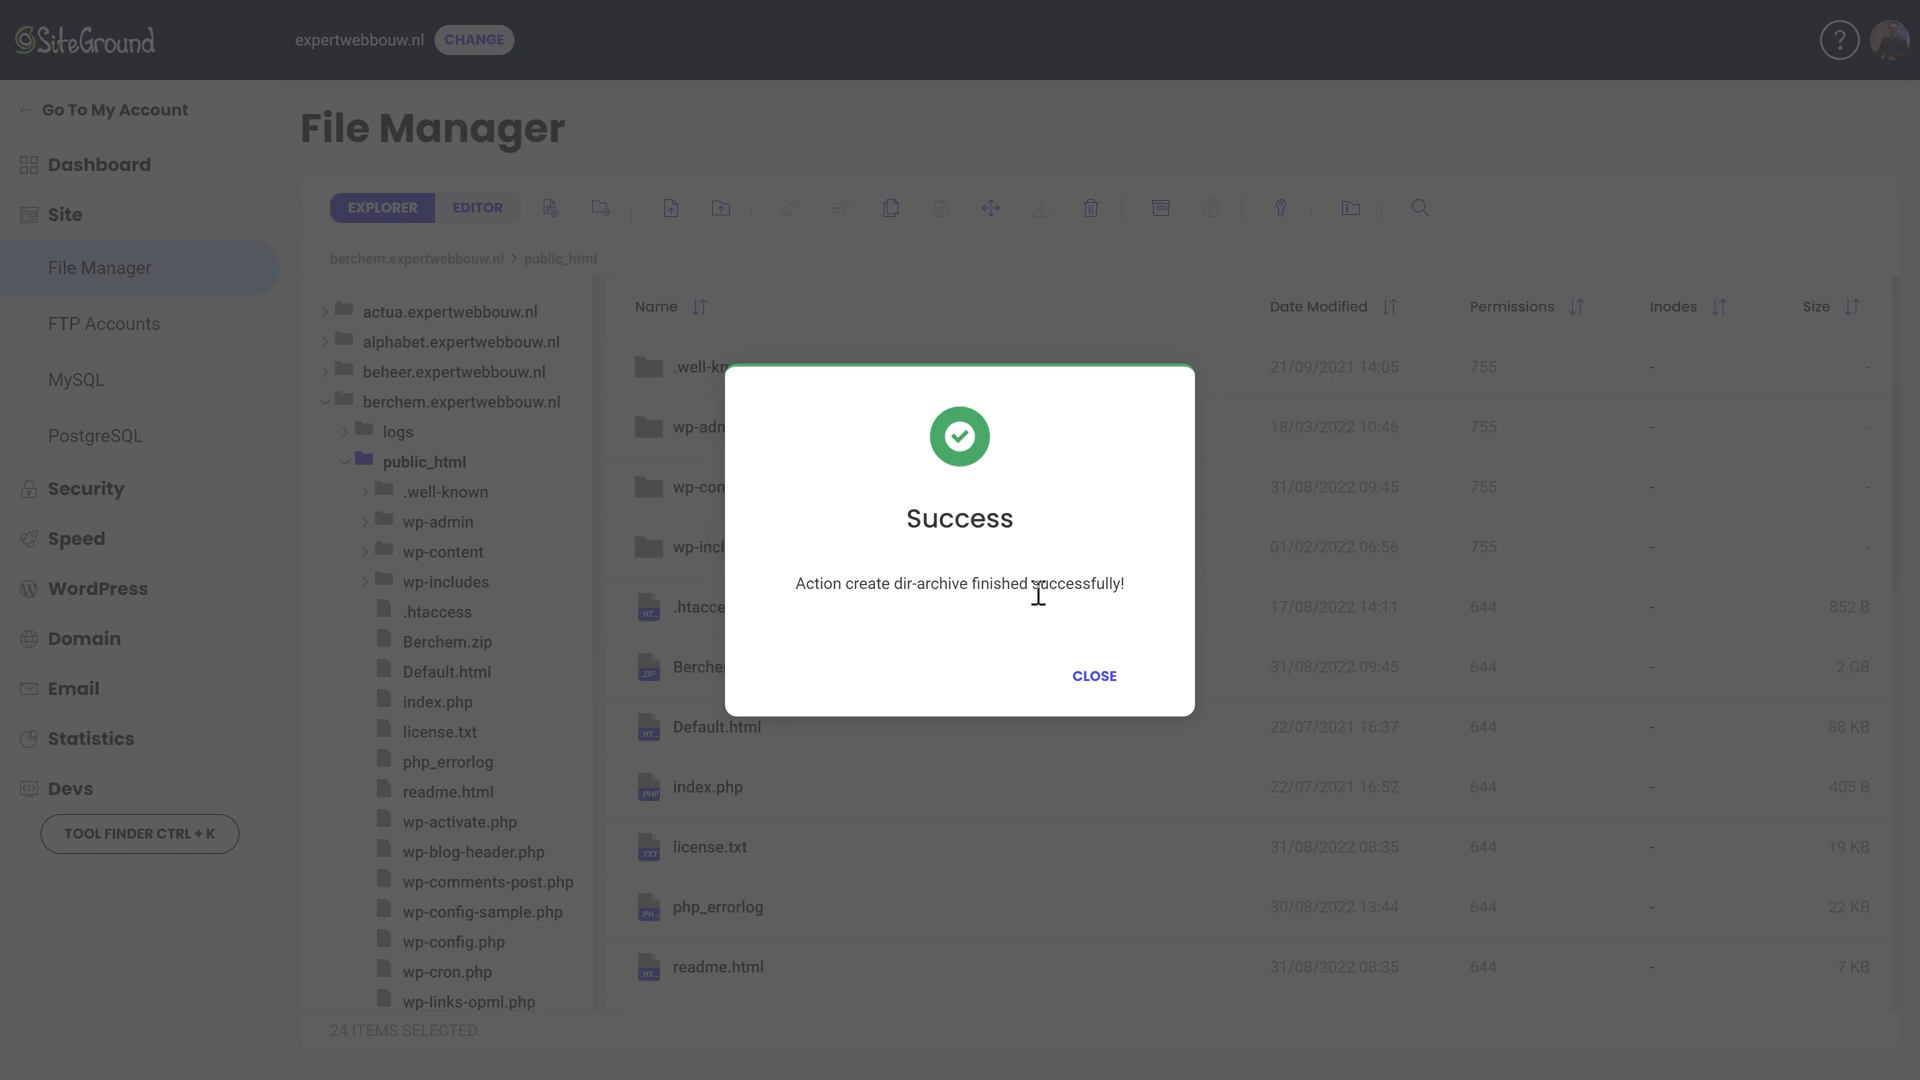 SiteGround
expertwebbouw.nl CHANGE
?
Go To My Account
Dashboard
Site
File Manager
FTP Accounts
MySQL
PostgreSQL
Security
Speed
WordPress
Domain
Email
Statistics
Devs
TOOL FINDER CTRL + K
File Manager
EXPLORER EDITOR
berchem.expertwebbouw.nl > public_html
actua.expertwebbouw.nl
alphabet.expertwebbouw.nl
beheer.expertwebbouw.nl
berchem.expertwebbouw.nl
logs
public_html
.well-known
wp-admin
wp-content
wp-includes
.htaccess
Berchem.zip
Default.html
index.php
license.txt
php_errorlog
readme.html
wp-activate.php
wp-blog-header.php
wp-comments-post.php
wp-config-sample.php
wp-config.php
wp-cron.php
wp-links-opml.php
Name Date Modified Permissions Inodes Size
.well-kn 21/09/2021 14:05 755 - -
wp-adn 18/03/2022 10:46 755 - -
wp-con 31/08/2022 09:45 755 - -
wp-incl 01/02/2022 06:56 755 - -
.HT.. .htacce 17/08/2022 14:11 644 - 852 B
.ZIP Berche 31/08/2022 09:45 644 - 2 GB
.HT.. Default.html 22/07/2021 16:37 644 - 88 KB
.PHP index.php 22/07/2021 16:52 644 - 405 B
.TXT license.txt 31/08/2022 08:35 644 - 19 KB
PH.. php_errorlog 30/08/2022 13:44 644 - 22 KB
.HT.. readme.html 31/08/2022 08:35 644 - 7 KB
24 ITEMS SELECTED
Success
Action create dir-archive finished successfully!
CLOSE